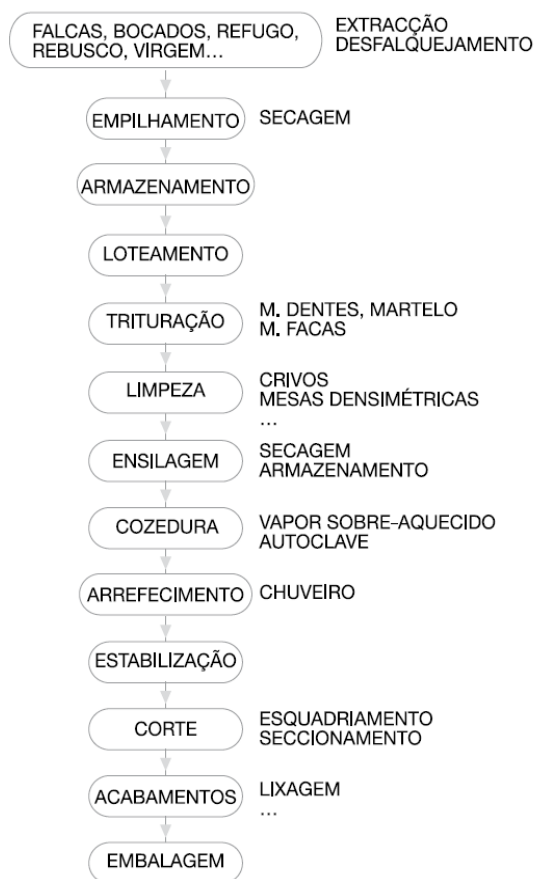 FALCAS, BOCADOS, REFUGO,
REBUSCO, VIRGEM...
EXTRACÇÃO
DESFALQUEJAMENTO
EMPILHAMENTO
SECAGEM
ARMAZENAMENTO
LOTEAMENTO
TRITURAÇÃO
M. DENTES, MARTELO
M. FACAS
LIMPEZA
CRIVOS
MESAS DENSIMÉTRICAS
...
ENSILAGEM
SECAGEM
ARMAZENAMENTO
COZEDURA
VAPOR SOBRE-AQUECIDO
AUTOCLAVE
ARREFECIMENTO
CHUVEIRO
ESTABILIZAÇÃO
CORTE
ESQUADRIAMENTO
SECCIONAMENTO
ACABAMENTOS
LIXAGEM
...
EMBALAGEM